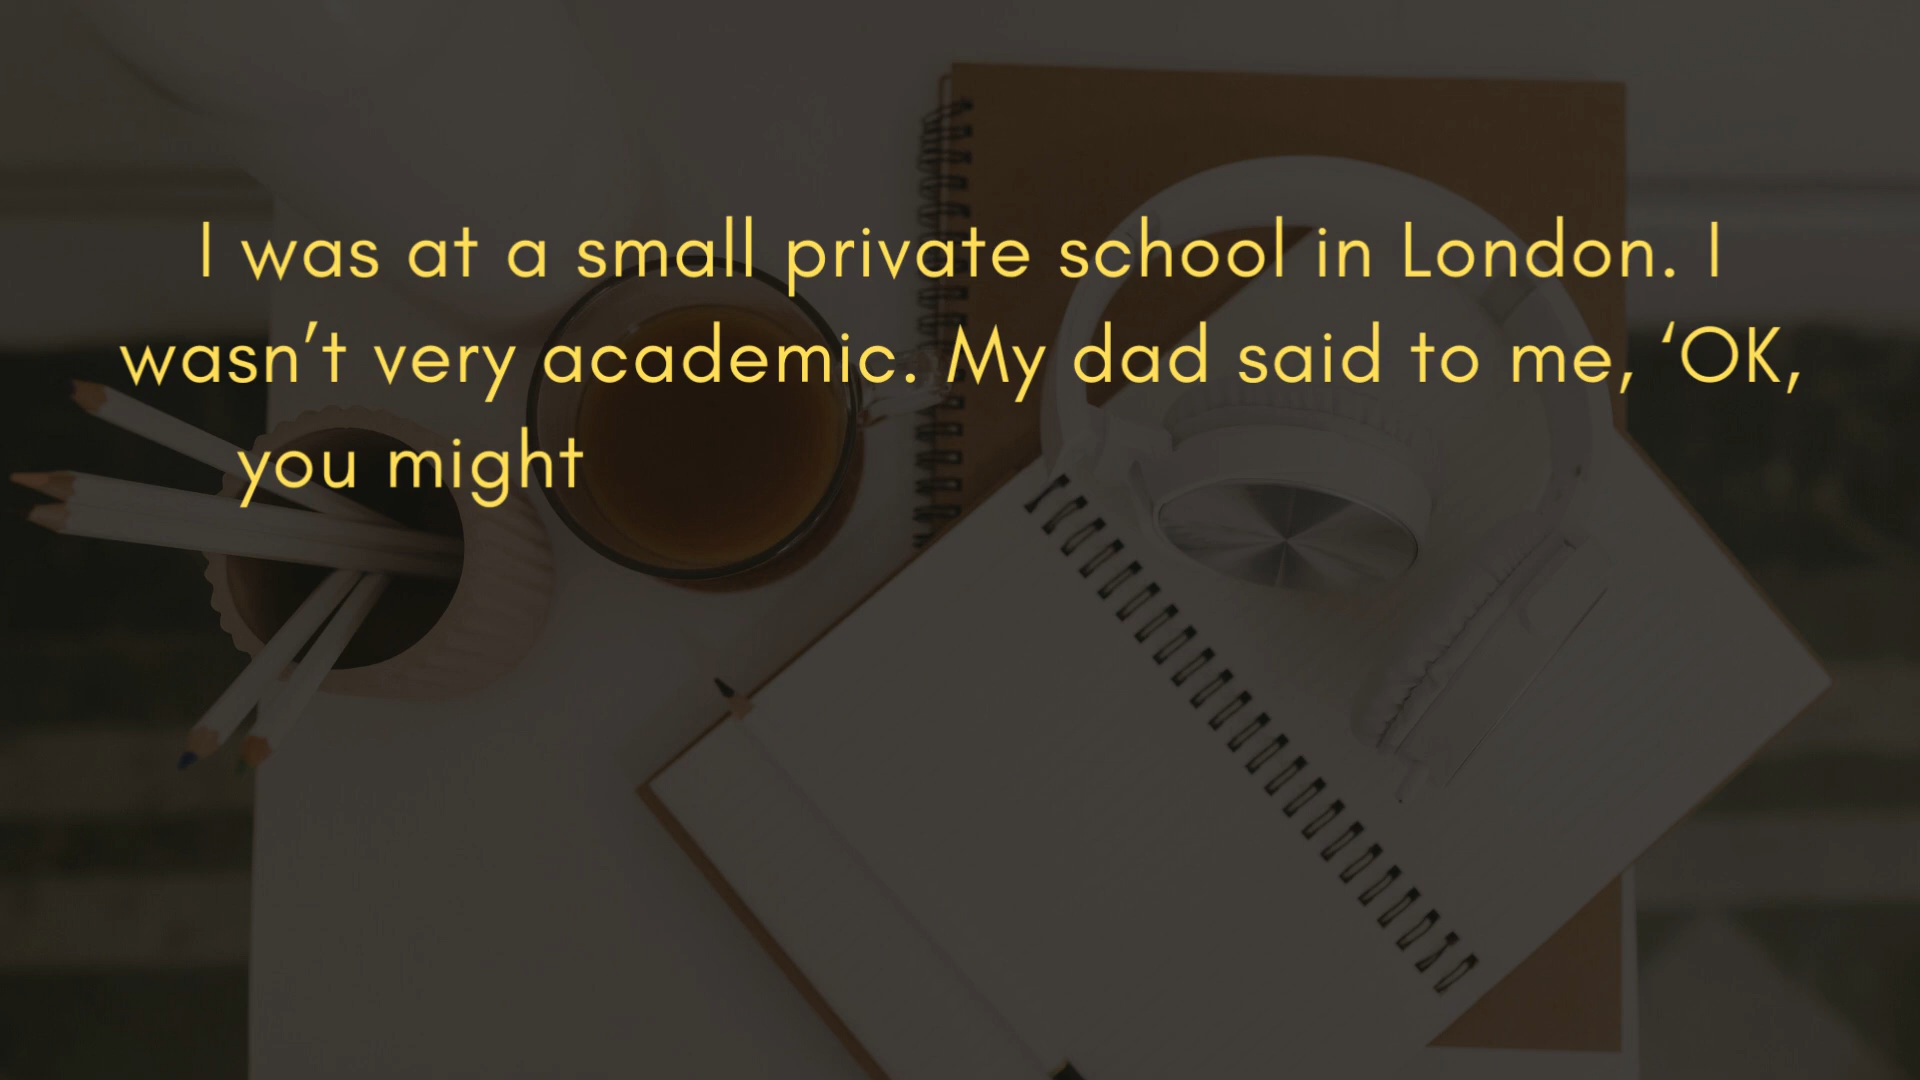 I was at a small private school in London. I
wasn’t very academic. My dad said to me, ‘OK,
you might